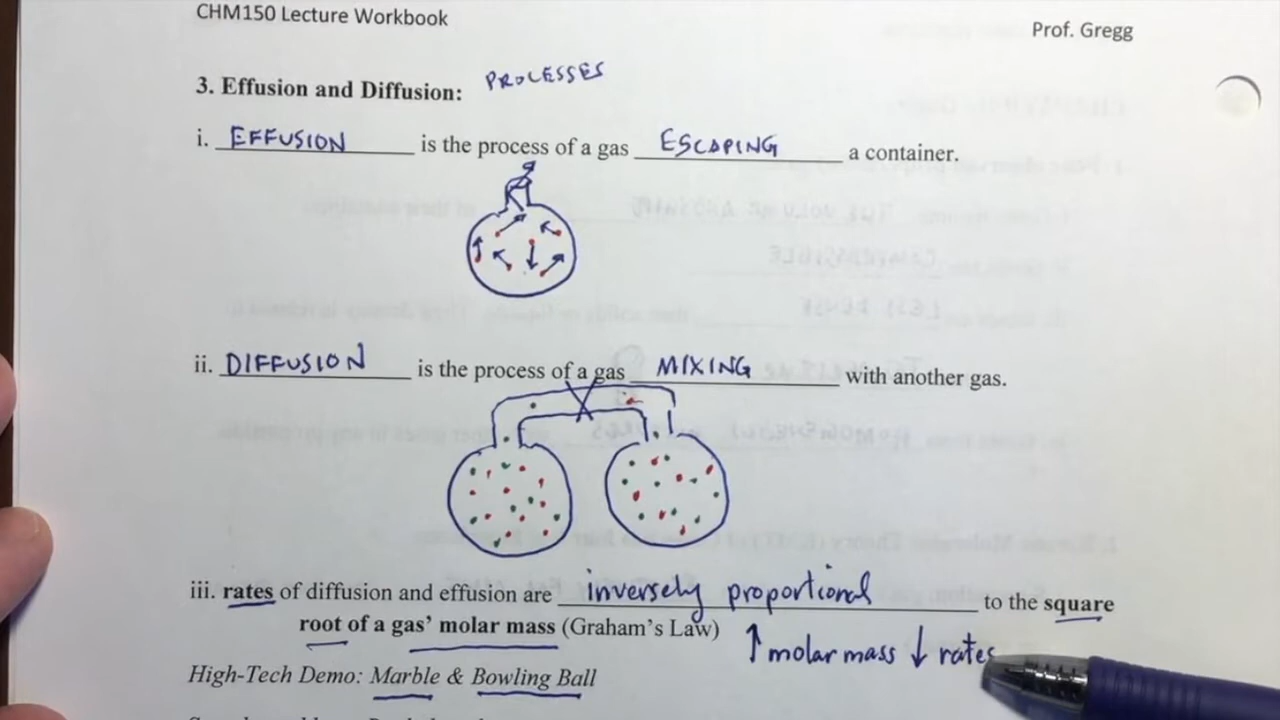 CHM150 Lecture Workbook
Prof. Gregg
3. Effusion and Diffusion: PROCESSES
i. EFFUSION is the process of a gas ESCAPING a container.
ii. DIFFUSION is the process of a gas MIXING with another gas.
iii. rates of diffusion and effusion are inversely proportional to the square
root of a gas' molar mass (Graham's Law) ↑ molar mass ↓ rates
High-Tech Demo: Marble & Bowling Ball